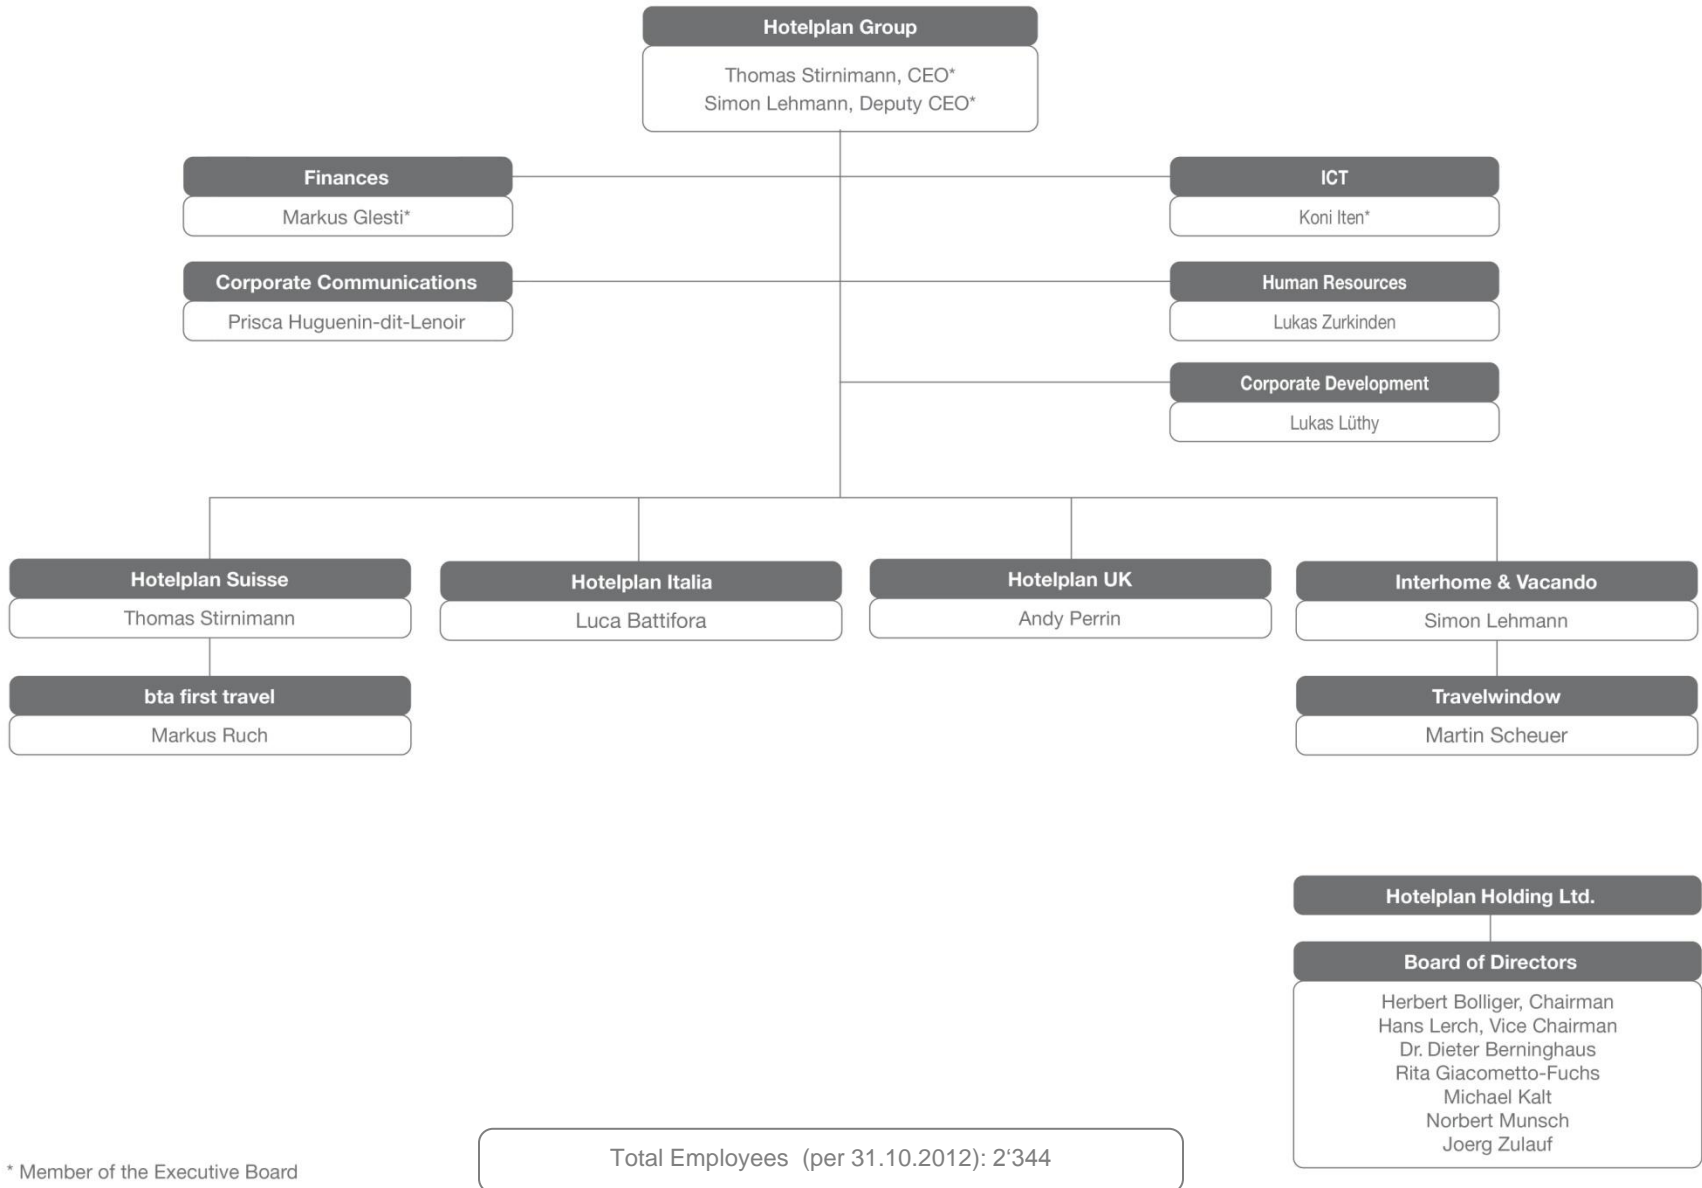 Hotelplan Group
Thomas Stirnimann, CEO*
Simon Lehmann, Deputy CEO*
Finances
Markus Glesti*
ICT
Koni Iten*
Corporate Communications
Prisca Huguenin-dit-Lenoir
Human Resources
Lukas Zurkinden
Corporate Development
Lukas Lüthy
Hotelplan Suisse
Thomas Stirnimann
Hotelplan Italia
Luca Battifora
Hotelplan UK
Andy Perrin
Interhome & Vacando
Simon Lehmann
bta first travel
Markus Ruch
Travelwindow
Martin Scheuer
Hotelplan Holding Ltd.
Board of Directors
Herbert Bolliger, Chairman
Hans Lerch, Vice Chairman
Dr. Dieter Berninghaus
Rita Giacometto-Fuchs
Michael Kalt
Norbert Munsch
Joerg Zulauf
Total Employees (per 31.10.2012): 2‘344
* Member of the Executive Board